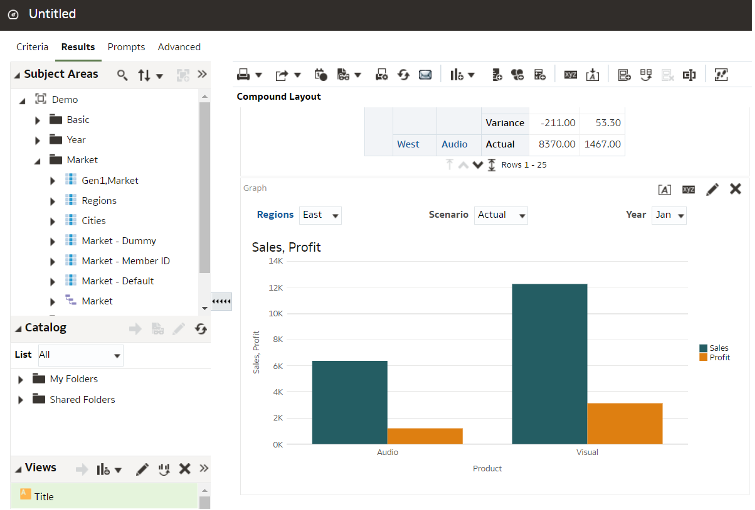 Untitled
Criteria Results Prompts Advanced
Subject Areas
Demo
Basic
Year
Market
Gen1,Market
Regions
Cities
Market - Dummy
Market - Member ID
Market - Default
Market
Catalog
List All
My Folders
Shared Folders
Views
Title
Compound Layout
Variance -211.00 53.30
West Audio Actual 8370.00 1467.00
Rows 1 - 25
Graph
Regions East Scenario Actual Year Jan
Sales, Profit
14K
12K
10K
8K
6K
4K
2K
0K
Sales, Profit
Audio Visual
Product
Sales
Profit